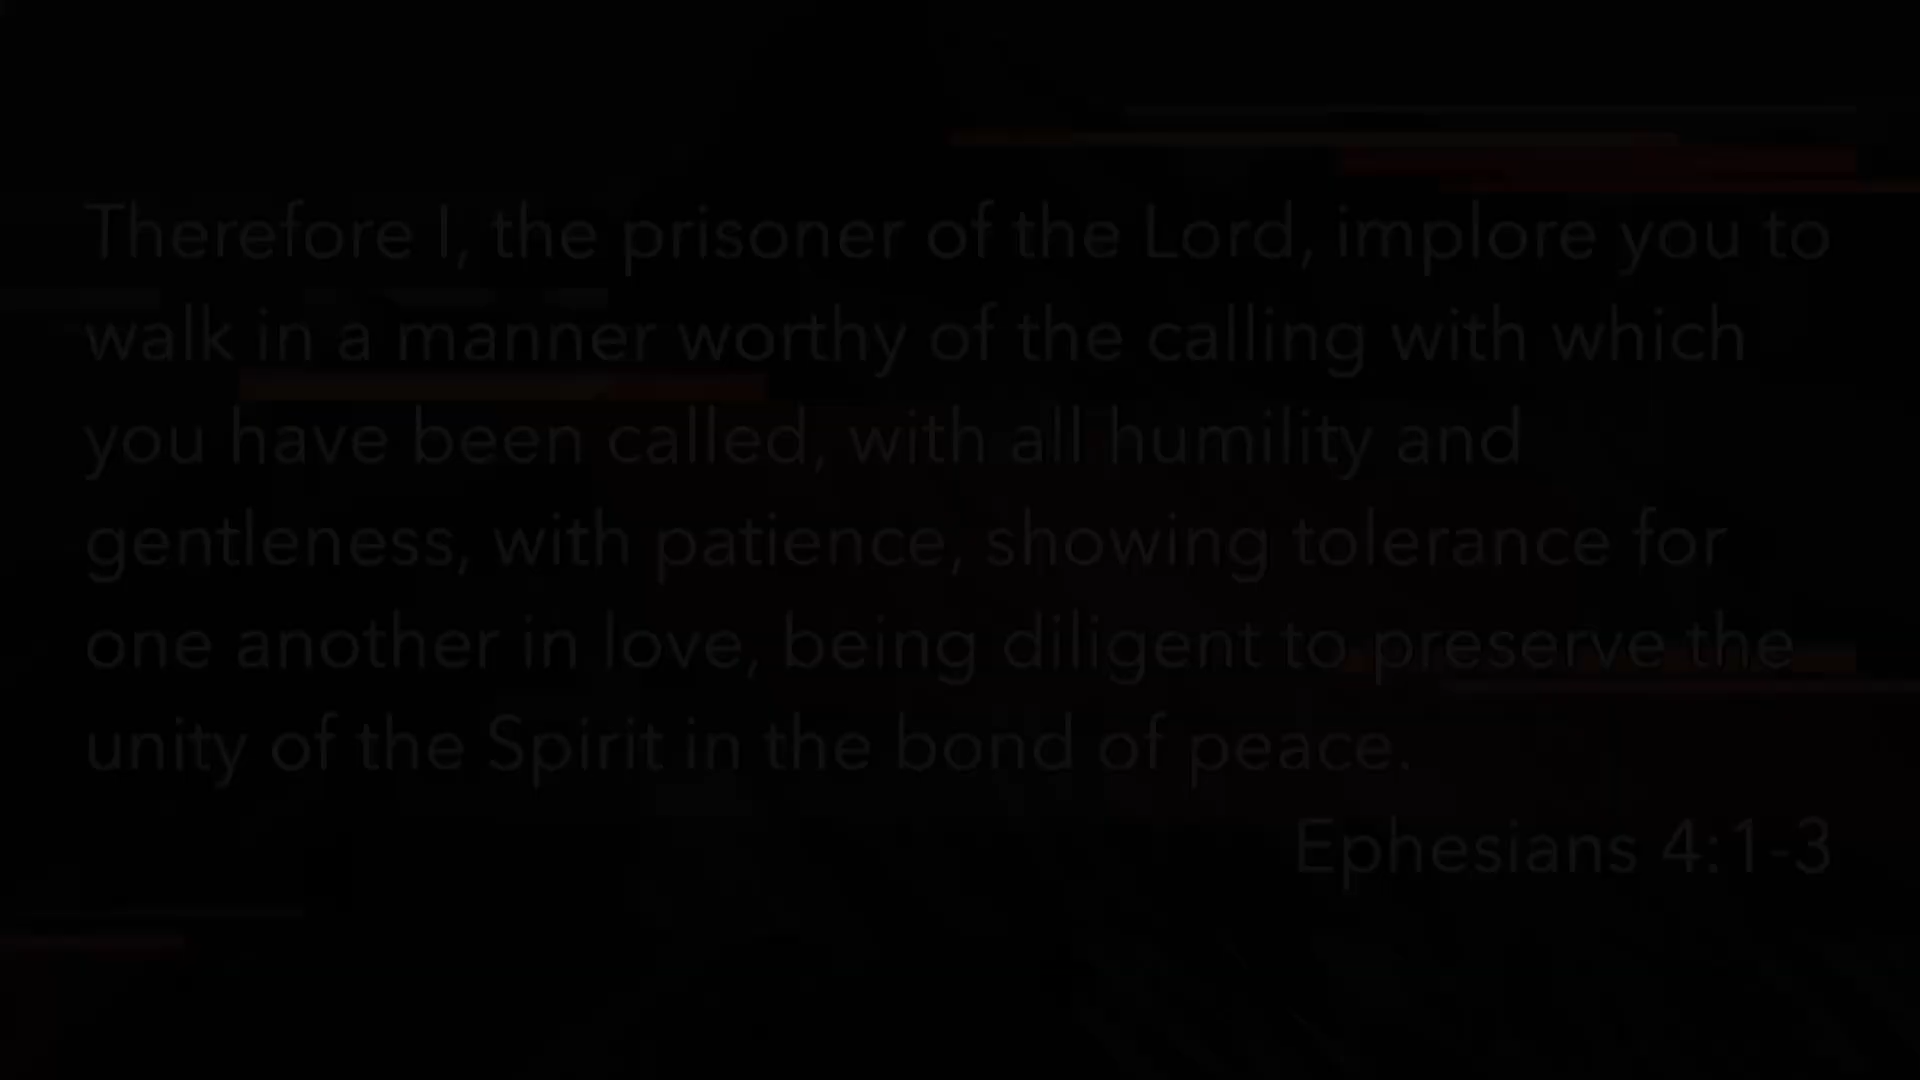 Therefore I, the prisoner of the Lord, implore you to
walk in a manner worthy of the calling with which
you have been called, with all humility and
gentleness, with patience, showing tolerance for
one another in love, being diligent to preserve the
unity of the Spirit in the bond of peace.
Ephesians 4:1-3